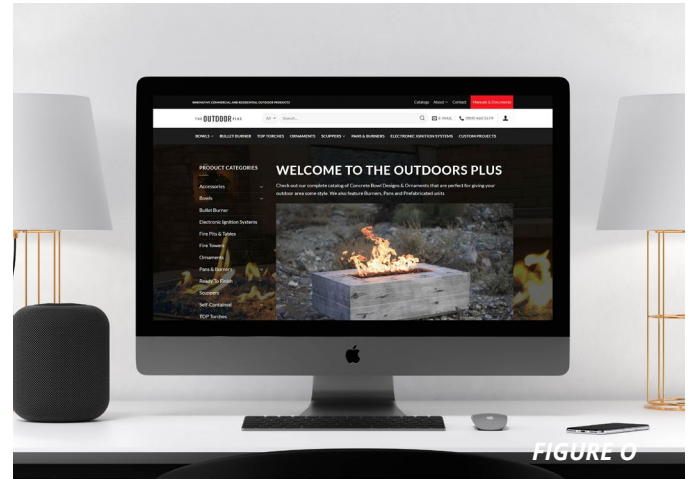 INNOVATIVE COMMERCIAL AND RESIDENTIAL OUTDOOR PRODUCTS
Catalogs About Contact Manuals & Documents
THE OUTDOOR PLUS
All Search...
E-MAIL
BOWLS BULLET BURNER TOP TORCHES ORNAMENTS SCUPPERS PANS & BURNERS ELECTRONIC IGNITION SYSTEMS CUSTOM PROJECTS
PRODUCT CATEGORIES
Accessories
Bowls
Bullet Burner
Electronic Ignition Systems
Fire Pits & Tables
Fire Towers
Ornaments
Pans & Burners
Ready To Finish
Scuppers
Self-Contained
TOP Torches
WELCOME TO THE OUTDOORS PLUS
Check out our complete catalog of Concrete Bowl Designs & Ornaments that are perfect for giving your
outdoor area some style. We also feature Burners, Pans and Prefabricated units
FIGURE O